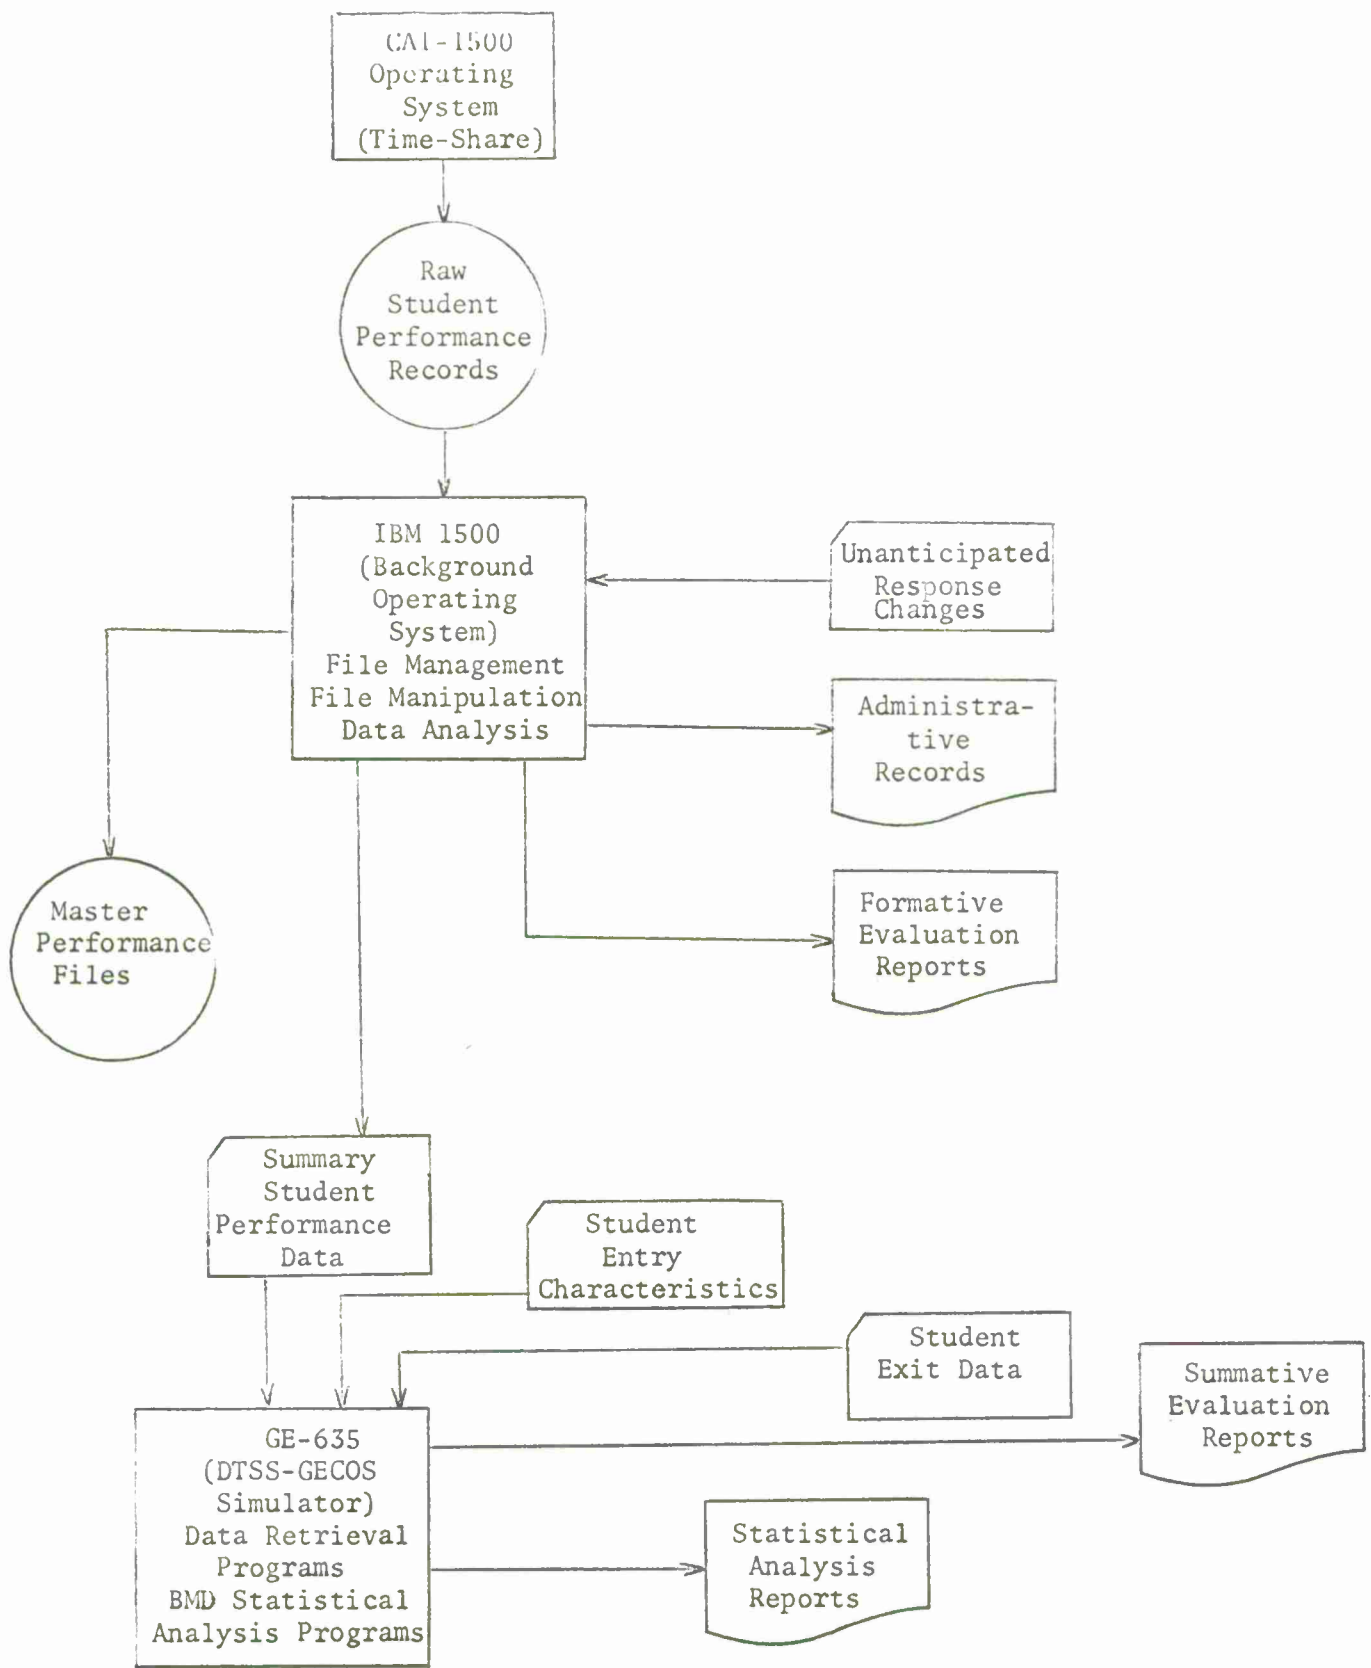 CAI-1500
Operating
System
(Time-Share)
Raw
Student
Performance
Records
IBM 1500
(Background
Operating
System)
File Management
File Manipulation
Data Analysis
Unanticipated
Response
Changes
Administra-
tive
Records
Formative
Evaluation
Reports
Master
Performance
Files
Summary
Student
Performance
Data
Student
Entry
Characteristics
Student
Exit Data
Summative
Evaluation
Reports
GE-635
(DTSS-GECOS
Simulator)
Data Retrieval
Programs
BMD Statistical
Analysis Programs
Statistical
Analysis
Reports